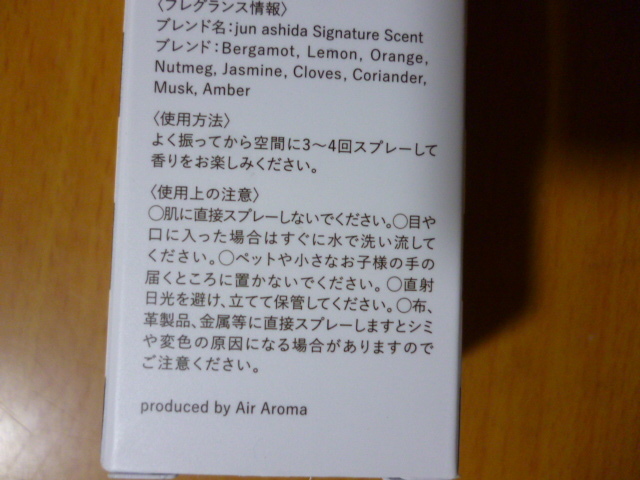 〈フレグランス情報〉
ブレンド名：jun ashida Signature Scent
ブレンド：Bergamot, Lemon, Orange,
Nutmeg, Jasmine, Cloves, Coriander,
Musk, Amber
〈使用方法〉
よく振ってから空間に3〜4回スプレーして
香りをお楽しみください。
〈使用上の注意〉
○肌に直接スプレーしないでください。○目や
口に入った場合はすぐに水で洗い流して
ください。○ペットや小さなお子様の手の
届くところに置かないでください。○直射
日光を避け、立てて保管してください。○布、
革製品、金属等に直接スプレーしますとシミ
や変色の原因になる場合がありますので
ご注意ください。
produced by Air Aroma